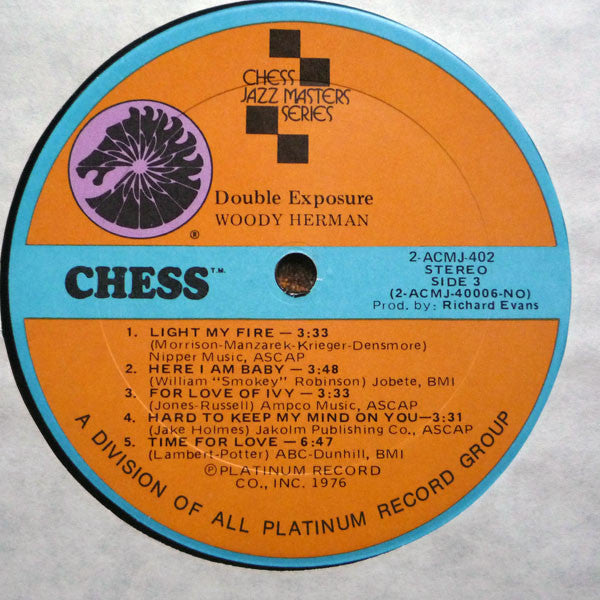 CHESS
JAZZ MASTERS
SERIES
®
Double Exposure
WOODY HERMAN
CHESS T.M.
2-ACMJ-402
STEREO
SIDE 3
(2-ACMJ-40006-NO)
Prod. by: Richard Evans
1. LIGHT MY FIRE — 3:33
(Morrison-Manzarek-Krieger-Densmore)
Nipper Music, ASCAP
2. HERE I AM BABY — 3:48
(William "Smokey" Robinson) Jobete, BMI
3. FOR LOVE OF IVY — 3:33
(Jones-Russell) Ampco Music, ASCAP
4. HARD TO KEEP MY MIND ON YOU—3:31
(Jake Holmes) Jakolm Publishing Co., ASCAP
5. TIME FOR LOVE — 6:47
(Lambert-Potter) ABC-Dunhill, BMI
℗PLATINUM RECORD
CO., INC. 1976
A DIVISION OF ALL PLATINUM RECORD GROUP